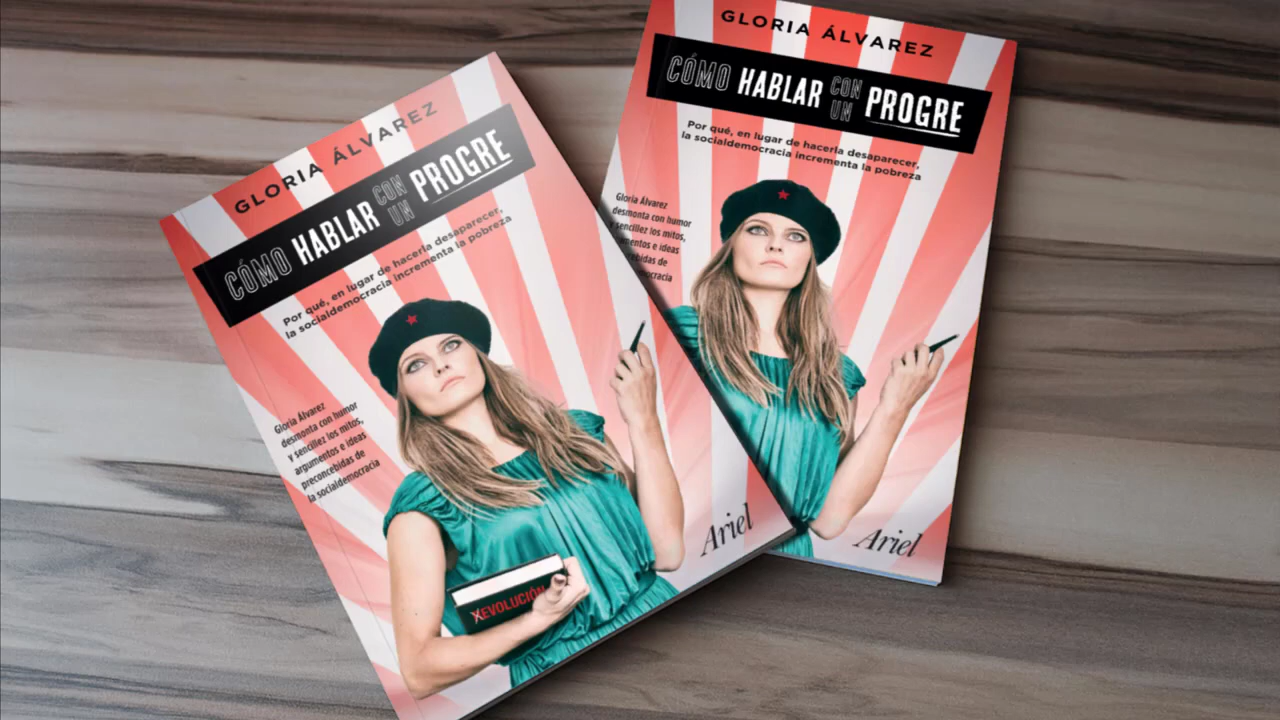 GLORIA ÁLVAREZ
CÓMO HABLAR CON UN PROGRE
Por qué, en lugar de hacerla desaparecer,
la socialdemocracia incrementa la pobreza
Gloria Álvarez
desmonta con humor
y sencillez los mitos,
argumentos e ideas
preconcebidas de
la socialdemocracia
XEVOLUCIÓN
Ariel
GLORIA ÁLVAREZ
CÓMO HABLAR CON UN PROGRE
Por qué, en lugar de hacerla desaparecer,
la socialdemocracia incrementa la pobreza
Gloria Álvarez
desmonta con humor
y sencillez los mitos,
mentos e ideas
cebidas de
mocracia
Ariel